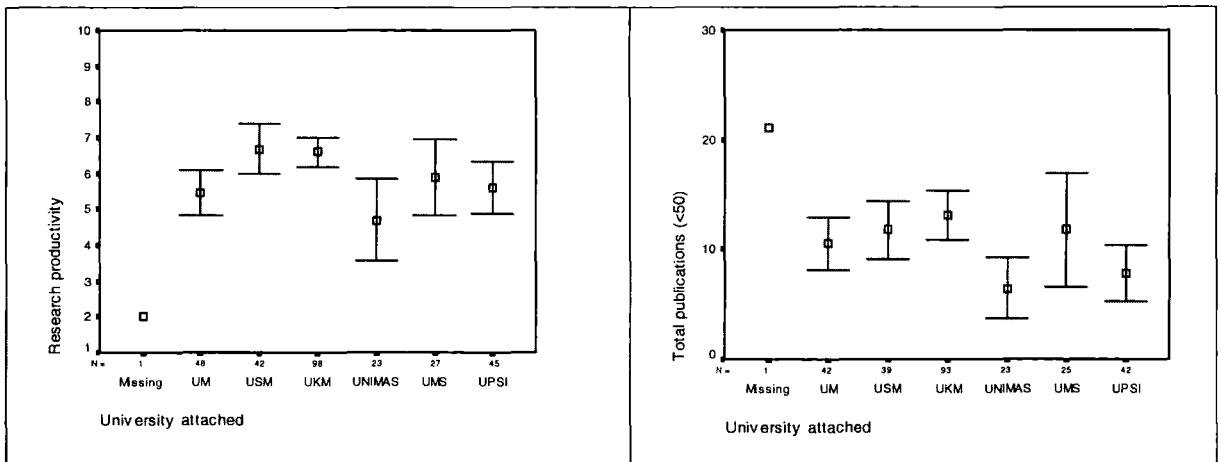 10
9
8
7
6
5
4
3
2
1
Research productivity
N = 1 48 42 98 23 27 45
Missing UM USM UKM UNIMAS UMS UPSI
University attached
30
20
10
0
Total publications (<50)
N = 1 42 39 93 23 25 42
Missing UM USM UKM UNIMAS UMS UPSI
University attached